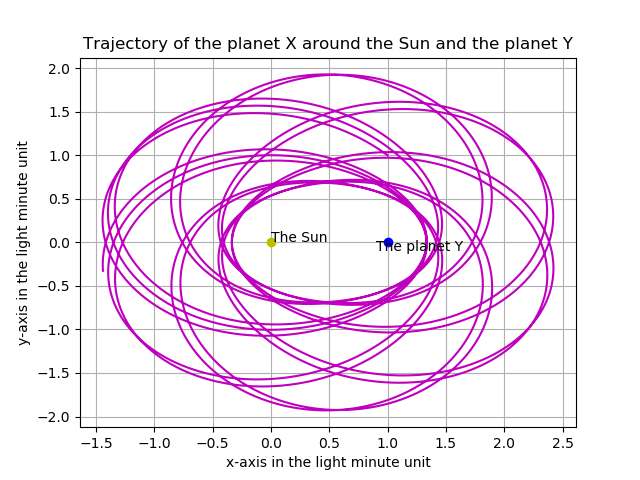 Trajectory of the planet X around the Sun and the planet Y
y-axis in the light minute unit
2.0
1.5
1.0
0.5
0.0
−0.5
−1.0
−1.5
−2.0
The Sun
The planet Y
−1.5 −1.0 −0.5 0.0 0.5 1.0 1.5 2.0 2.5
x-axis in the light minute unit